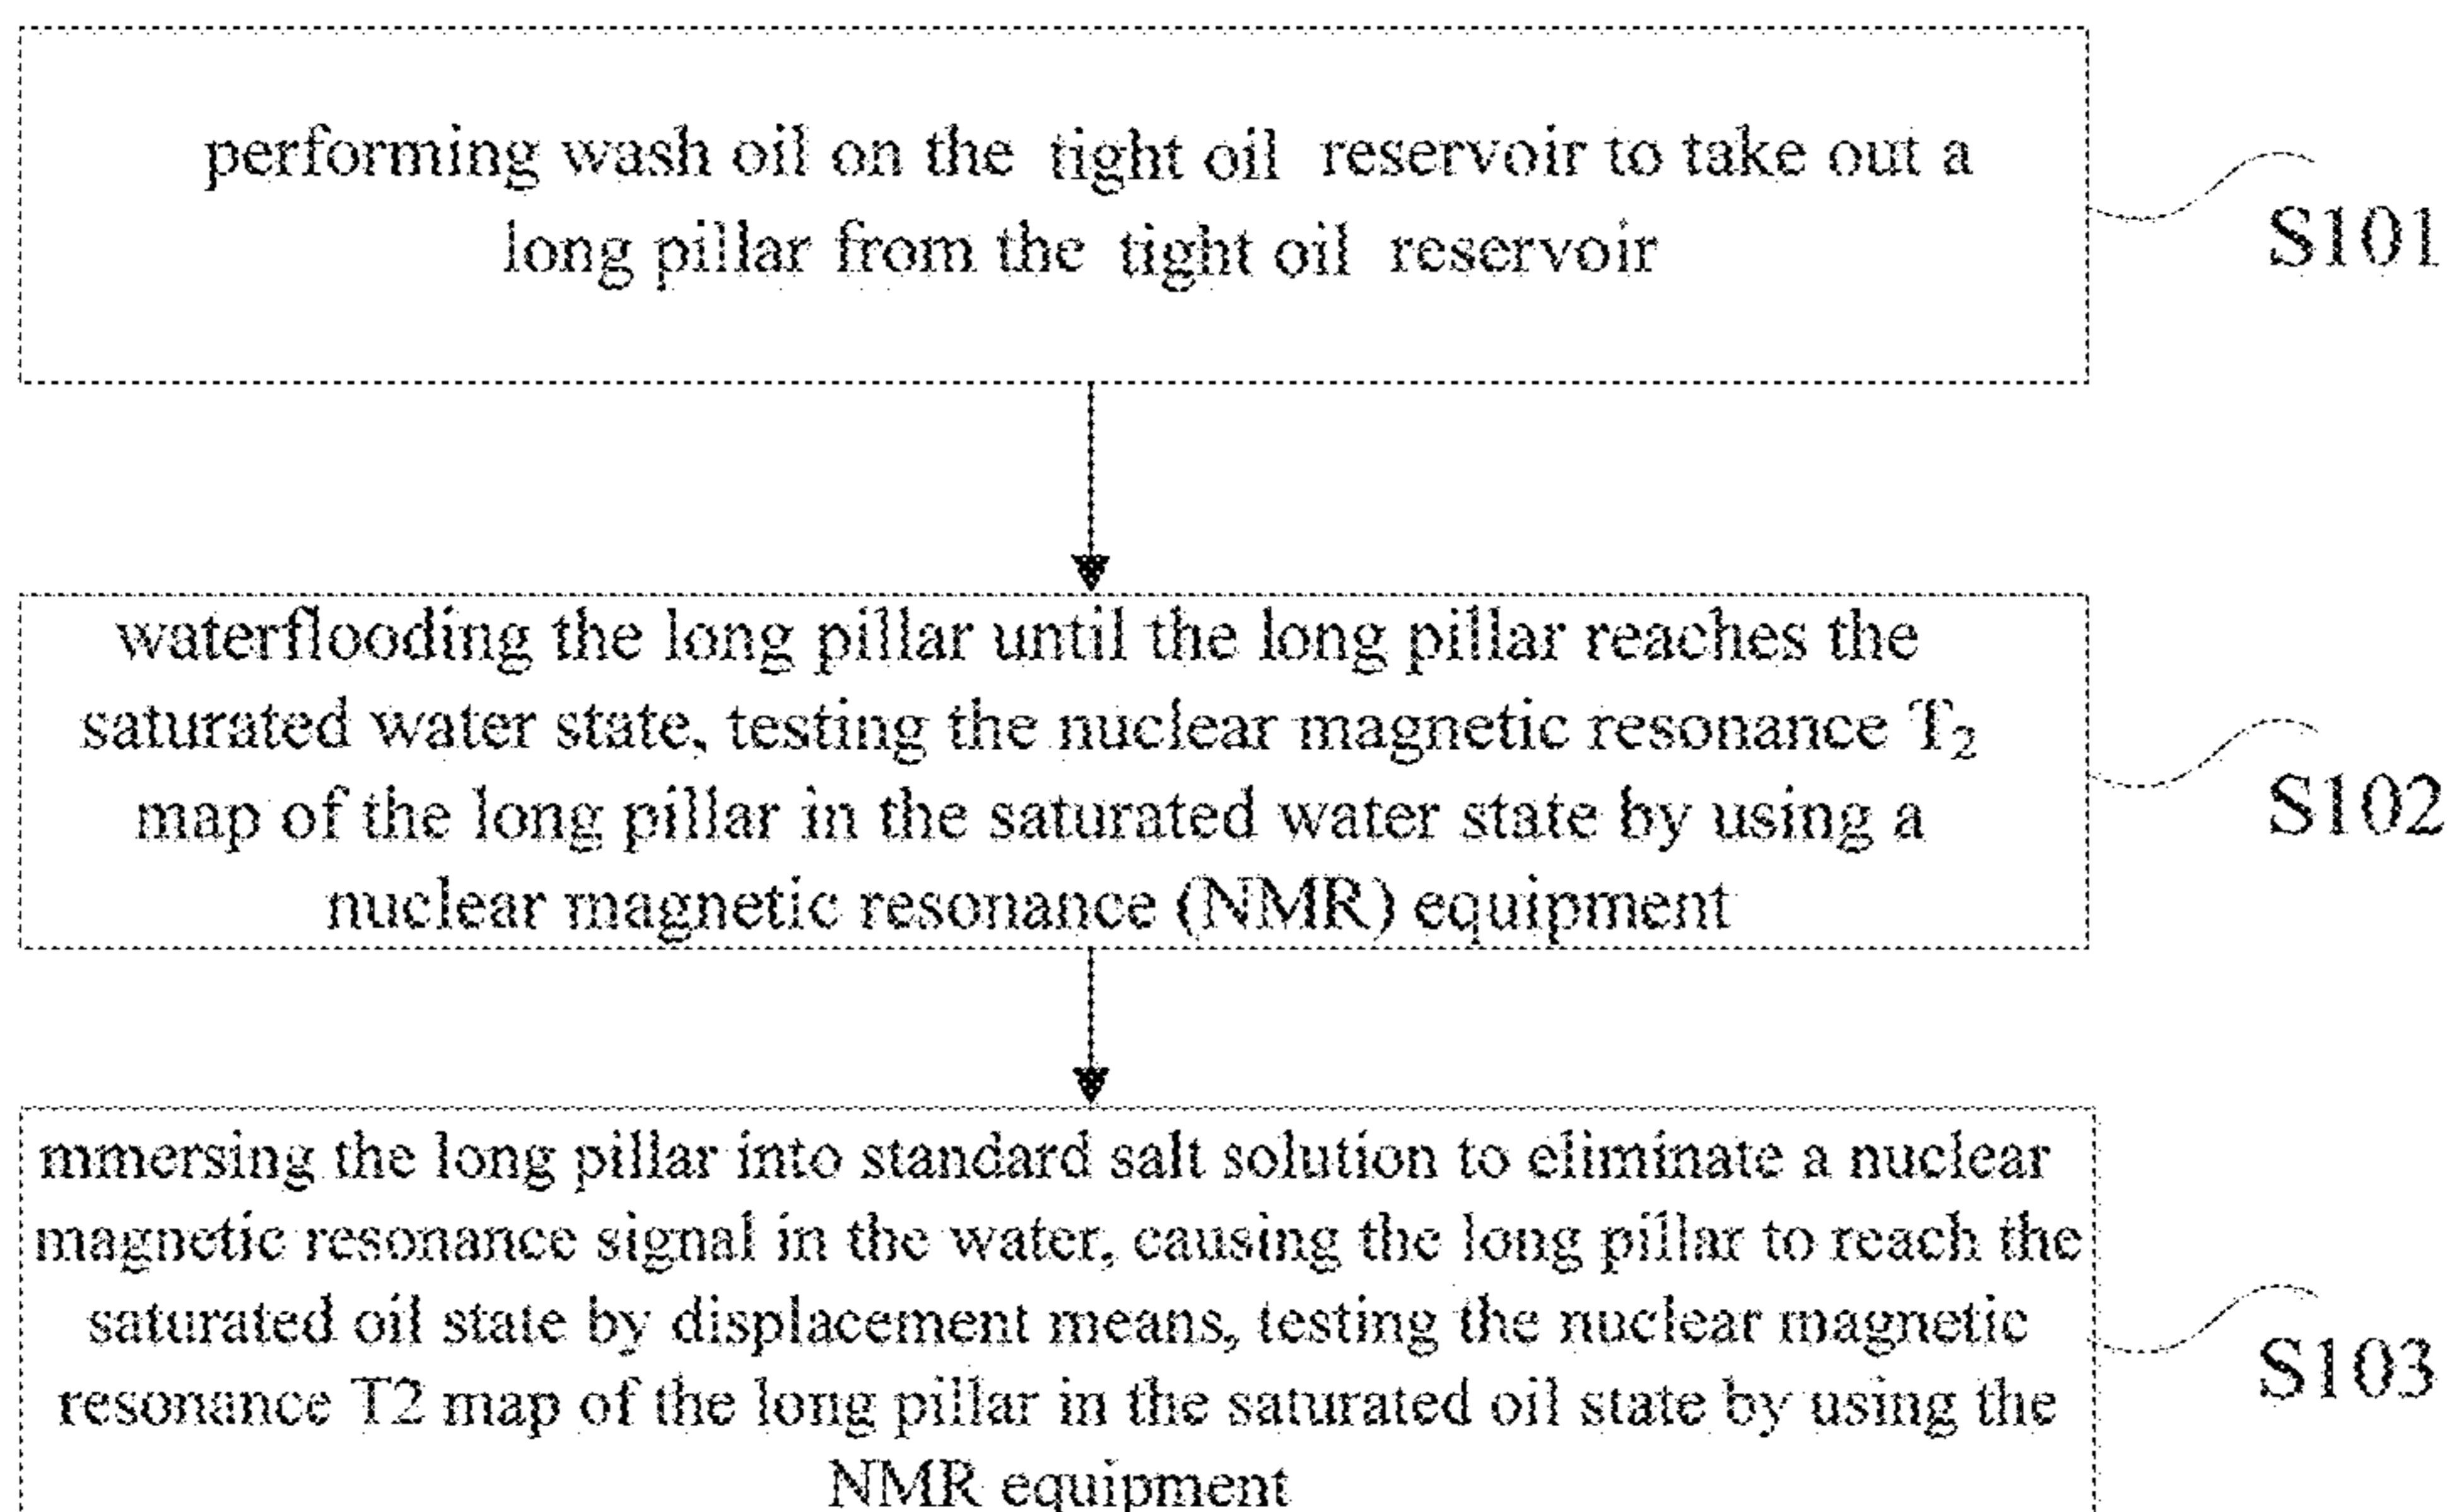 performing wash oil on the tight oil reservoir to take out a
long pillar from the tight oil reservoir
S101
waterflooding the long pillar until the long pillar reaches the
saturated water state, testing the nuclear magnetic resonance T₂
map of the long pillar in the saturated water state by using a
nuclear magnetic resonance (NMR) equipment
S102
mmersing the long pillar into standard salt solution to eliminate a nuclear
magnetic resonance signal in the water, causing the long pillar to reach the
saturated oil state by displacement means, testing the nuclear magnetic
resonance T2 map of the long pillar in the saturated oil state by using the
NMR equipment
S103